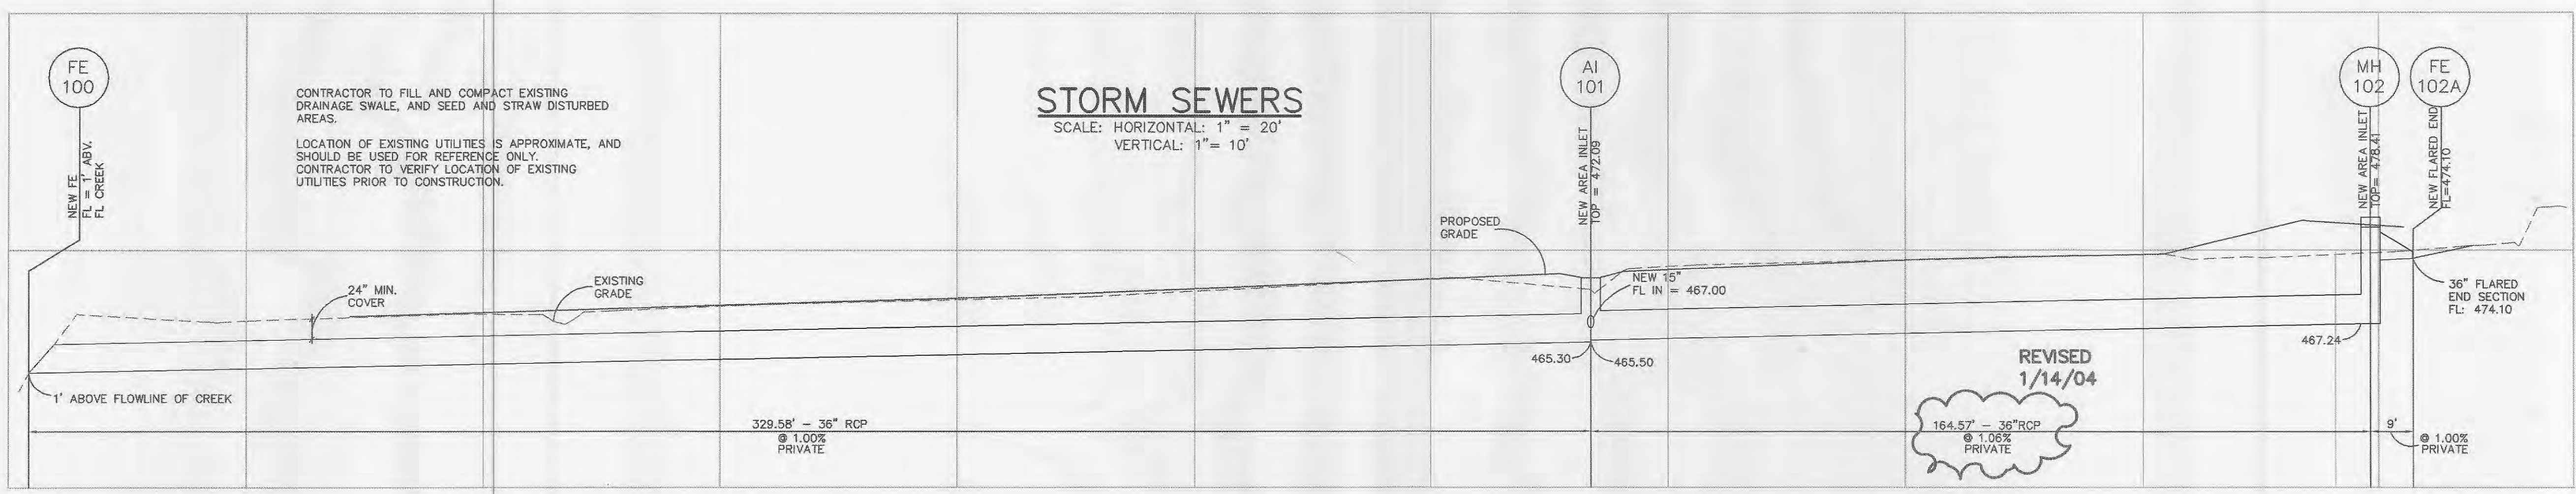 FE
100
NEW FE
FL = 1' ABV.
FL CREEK
CONTRACTOR TO FILL AND COMPACT EXISTING
DRAINAGE SWALE, AND SEED AND STRAW DISTURBED
AREAS.
LOCATION OF EXISTING UTILITIES IS APPROXIMATE, AND
SHOULD BE USED FOR REFERENCE ONLY.
CONTRACTOR TO VERIFY LOCATION OF EXISTING
UTILITIES PRIOR TO CONSTRUCTION.
STORM SEWERS
SCALE: HORIZONTAL: 1" = 20'
VERTICAL: 1"= 10'
AI
101
NEW AREA INLET
TOP = 472.09
MH
102
NEW AREA INLET
TOP= 478.41
FE
102A
NEW FLARED END
FL=474.10
PROPOSED
GRADE
24" MIN.
COVER
EXISTING
GRADE
NEW 15"
FL IN = 467.00
36" FLARED
END SECTION
FL: 474.10
465.30
465.50
467.24
REVISED
1/14/04
1' ABOVE FLOWLINE OF CREEK
329.58' - 36" RCP
@ 1.00%
PRIVATE
164.57' - 36"RCP
@ 1.06%
PRIVATE
9'
@ 1.00%
PRIVATE